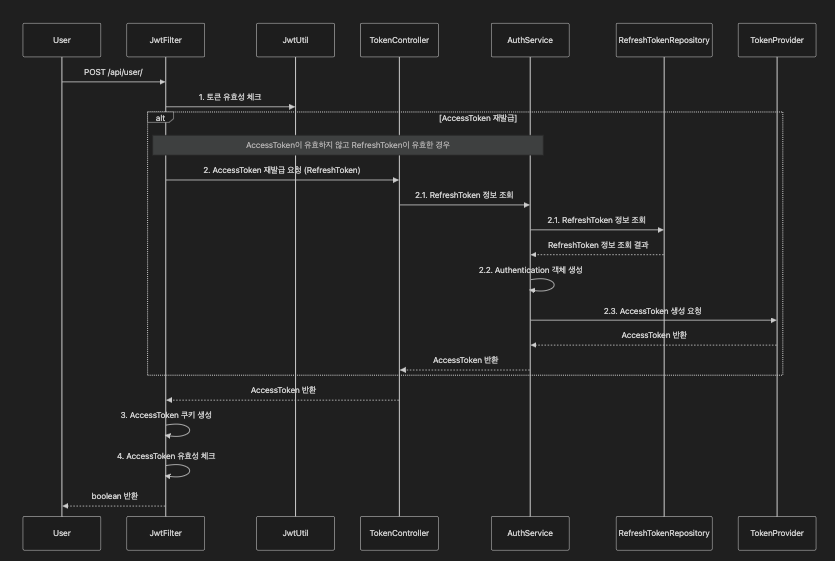 User JwtFilter JwtUtil TokenController AuthService RefreshTokenRepository TokenProvider
POST /api/user/
1. 토큰 유효성 체크
alt [AccessToken 재발급]
AccessToken이 유효하지 않고 RefreshToken이 유효한 경우
2. AccessToken 재발급 요청 (RefreshToken)
2.1. RefreshToken 정보 조회
2.1. RefreshToken 정보 조회
RefreshToken 정보 조회 결과
2.2. Authentication 객체 생성
2.3. AccessToken 생성 요청
AccessToken 반환
AccessToken 반환
AccessToken 반환
3. AccessToken 쿠키 생성
4. AccessToken 유효성 체크
boolean 반환
User JwtFilter JwtUtil TokenController AuthService RefreshTokenRepository TokenProvider